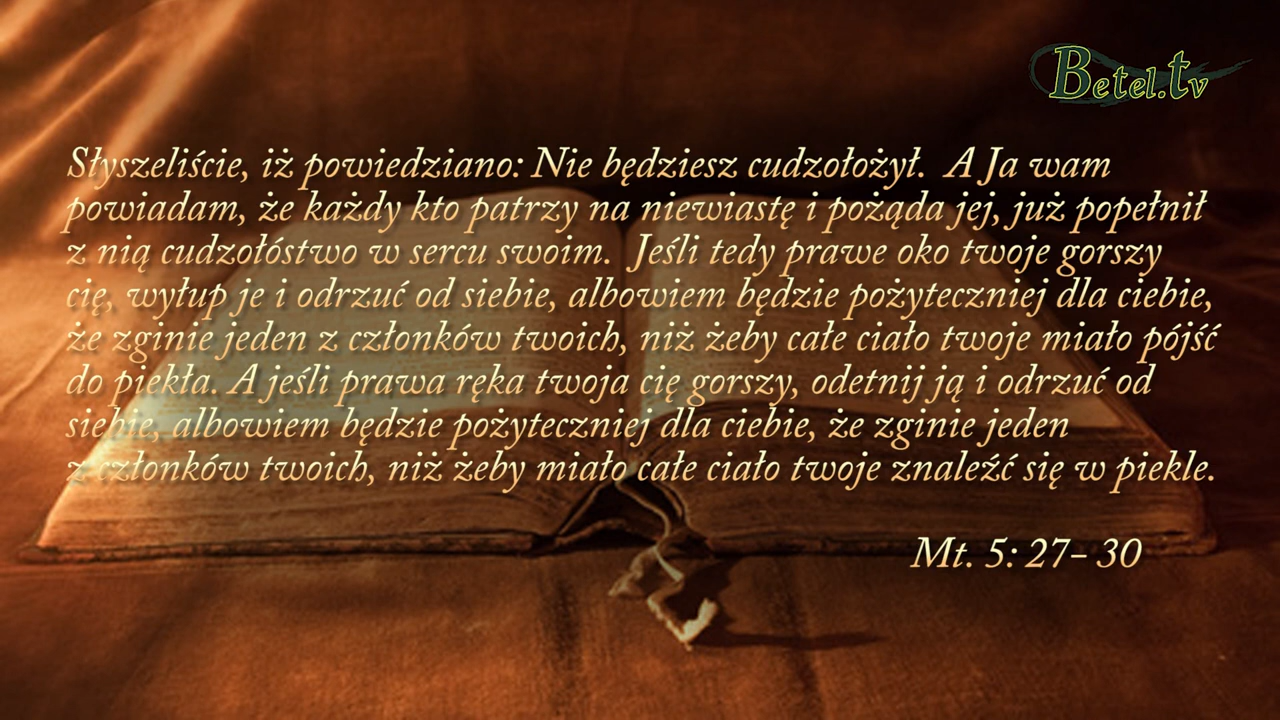 Betel.tv
Słyszeliście, iż powiedziano: Nie będziesz cudzołożył. A Ja wam
powiadam, że każdy kto patrzy na niewiastę i pożąda jej, już popełnił
z nią cudzołóstwo w sercu swoim. Jeśli tedy prawe oko twoje gorszy
cię, wyłup je i odrzuć od siebie, albowiem będzie pożyteczniej dla ciebie,
że zginie jeden z członków twoich, niż żeby całe ciało twoje miało pójść
do piekła. A jeśli prawa ręka twoja cię gorszy, odetnij ją i odrzuć od
siebie, albowiem będzie pożyteczniej dla ciebie, że zginie jeden
z członków twoich, niż żeby miało całe ciało twoje znaleźć się w piekle.
Mt. 5: 27- 30